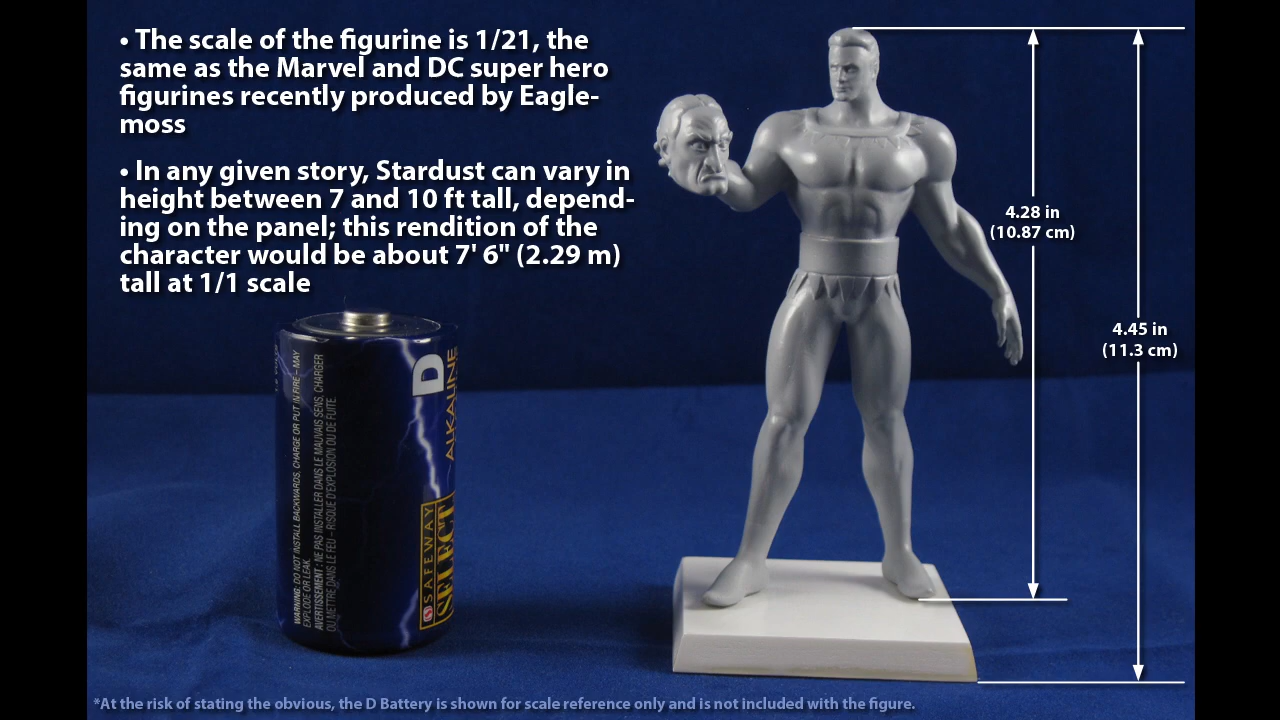 • The scale of the figurine is 1/21, the
same as the Marvel and DC super hero
figurines recently produced by Eagle-
moss
• In any given story, Stardust can vary in
height between 7 and 10 ft tall, depend-
ing on the panel; this rendition of the
character would be about 7' 6" (2.29 m)
tall at 1/1 scale
4.28 in
(10.87 cm)
4.45 in
(11.3 cm)
D
ALKALINE
SAFEWAY
SELECT
WARNING: DO NOT INSTALL BACKWARDS, CHARGE OR PUT IN FIRE – MAY
EXPLODE OR LEAK.
AVERTISSEMENT : NE PAS INSTALLER DANS LE MAUVAIS SENS, CHARGER
OU METTRE DANS LE FEU – RISQUE D'EXPLOSION OU DE FUITE.
*At the risk of stating the obvious, the D Battery is shown for scale reference only and is not included with the figure.